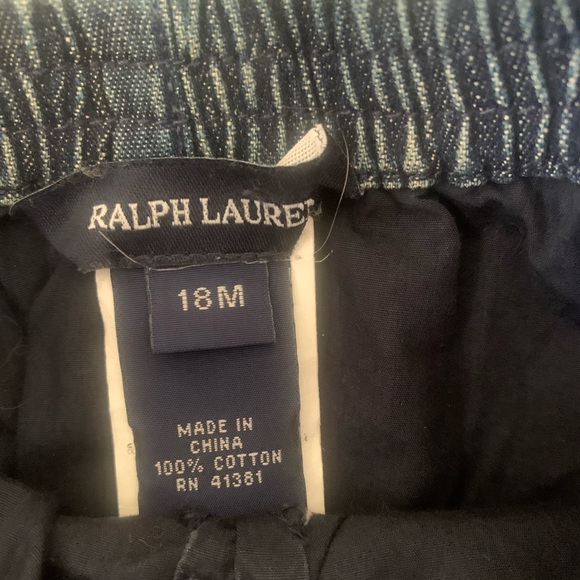 RALPH LAUREN
18M
MADE IN
CHINA
100% COTTON
RN 41381